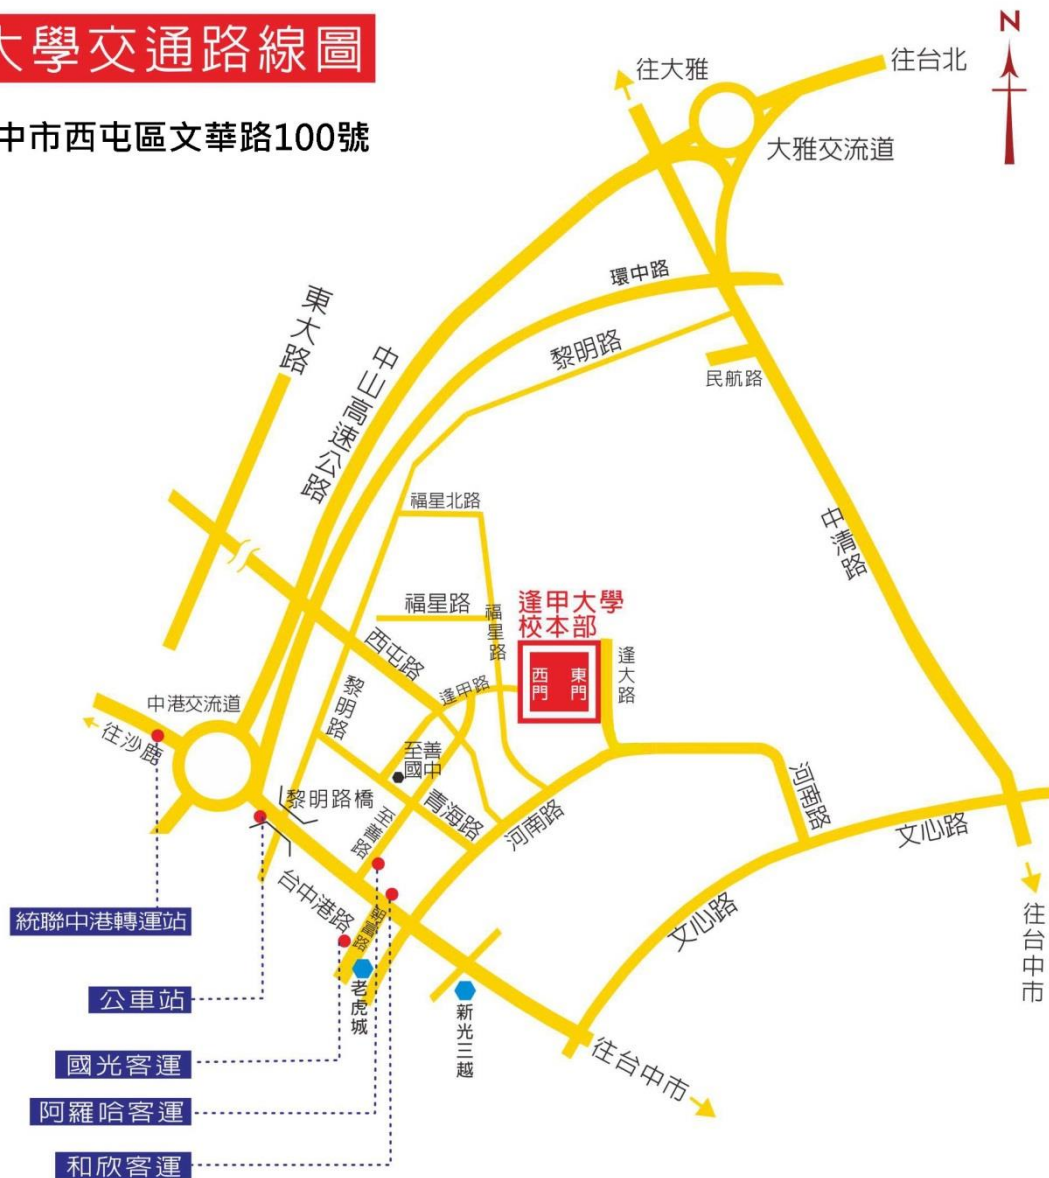 大學交通路線圖
中市西屯區文華路100號
N
往大雅
往台北
大雅交流道
環中路
黎明路
民航路
東大路
中山高速公路
中清路
福星北路
福星路
福星路
逢甲大學
校本部
西門
東門
逢大路
西屯路
逢甲路
黎明路
中港交流道
往沙鹿
至善
國中
黎明路橋
青海路
至善路
河南路
河南路
文心路
文心路
台中港路
朝富路
老虎城
新光三越
往台中市
往台中市
統聯中港轉運站
公車站
國光客運
阿羅哈客運
和欣客運